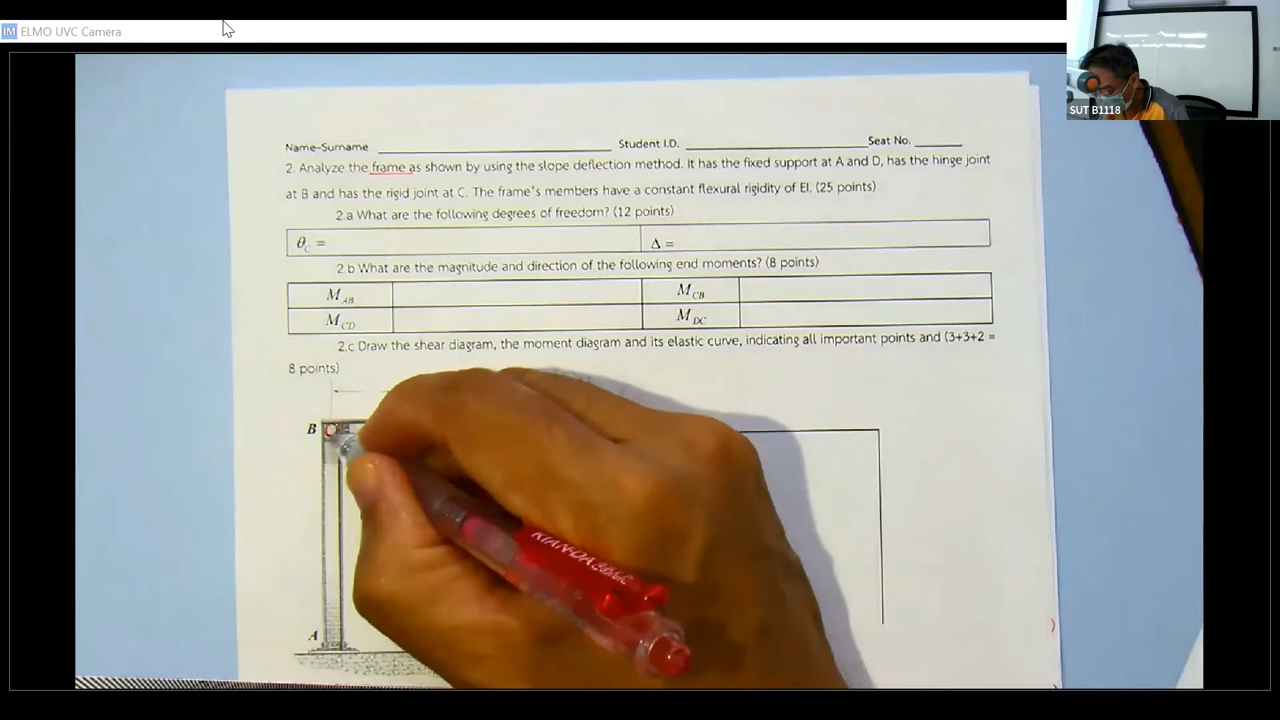 IM ELMO UVC Camera
SUT B1118
Name-Surname Student I.D. Seat No.
2. Analyze the frame as shown by using the slope deflection method. It has the fixed support at A and D, has the hinge joint
at B and has the rigid joint at C. The frame's members have a constant flexural rigidity of EI. (25 points)
2.a What are the following degrees of freedom? (12 points)
θC = Δ =
2.b What are the magnitude and direction of the following end moments? (8 points)
MAB MCB
MCD MDC
2.c Draw the shear diagram, the moment diagram and its elastic curve, indicating all important points and (3+3+2 =
8 points)
B
A